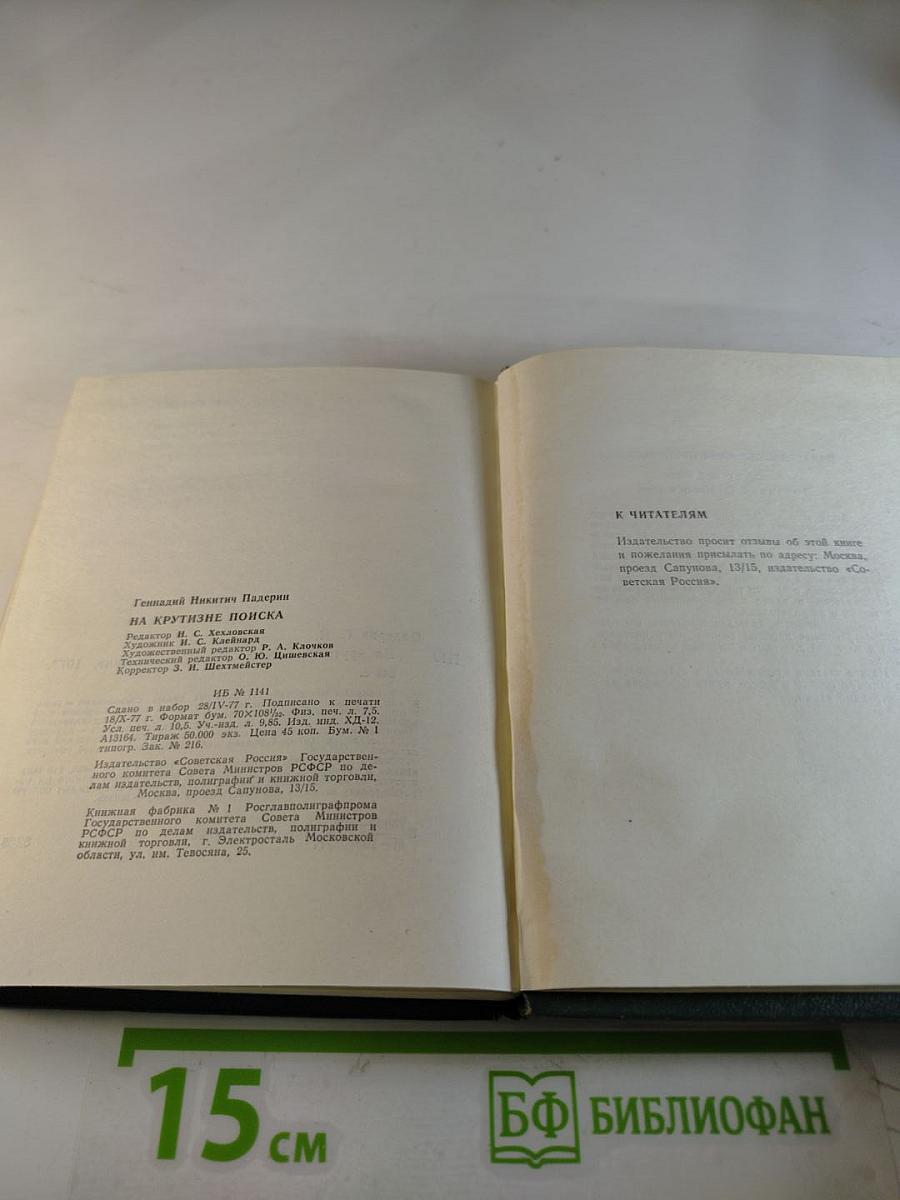 Геннадий Никитич Падерин
НА КРУТИЗНЕ ПОИСКА
Редактор И. С. Хехловская
Художник И. С. Клейнард
Художественный редактор Р. А. Клочков
Технический редактор О. Ю. Цишевская
Корректор З. И. Шехтмейстер
ИБ № 1141
Сдано в набор 28/IV-77 г. Подписано к печати
18/X-77 г. Формат бум. 70×108¹/₃₂. Физ. печ. л. 7,5.
Усл. печ. л. 10,5. Уч.-изд. л. 9,85. Изд. инд. ХД-12.
А13164. Тираж 50.000 экз. Цена 45 коп. Бум. № 1
типогр. Зак. № 216.
Издательство «Советская Россия» Государствен-
ного комитета Совета Министров РСФСР по де-
лам издательств, полиграфии и книжной торговли,
Москва, проезд Сапунова, 13/15.
Книжная фабрика № 1 Росглавполиграфпрома
Государственного комитета Совета Министров
РСФСР по делам издательств, полиграфии и
книжной торговли, г. Электросталь Московской
области, ул. им. Тевосяна, 25.
К ЧИТАТЕЛЯМ
Издательство просит отзывы об этой книге
и пожелания присылать по адресу: Москва,
проезд Сапунова, 13/15, издательство «Со-
ветская Россия».
15 см
БФ БИБЛИОФАН